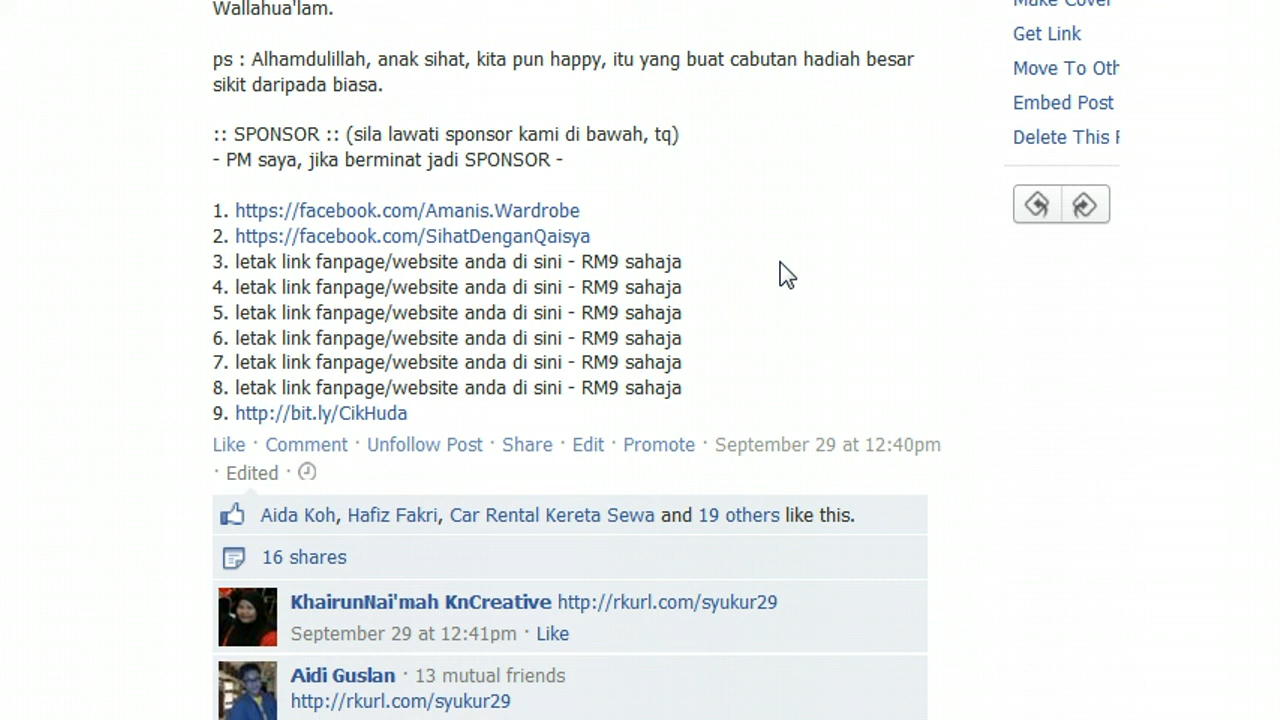 Wallahua'lam.
ps : Alhamdulillah, anak sihat, kita pun happy, itu yang buat cabutan hadiah besar
sikit daripada biasa.
:: SPONSOR :: (sila lawati sponsor kami di bawah, tq)
- PM saya, jika berminat jadi SPONSOR -
1. https://facebook.com/Amanis.Wardrobe
2. https://facebook.com/SihatDenganQaisya
3. letak link fanpage/website anda di sini - RM9 sahaja
4. letak link fanpage/website anda di sini - RM9 sahaja
5. letak link fanpage/website anda di sini - RM9 sahaja
6. letak link fanpage/website anda di sini - RM9 sahaja
7. letak link fanpage/website anda di sini - RM9 sahaja
8. letak link fanpage/website anda di sini - RM9 sahaja
9. http://bit.ly/CikHuda
Like · Comment · Unfollow Post · Share · Edit · Promote · September 29 at 12:40pm
· Edited ·
Aida Koh, Hafiz Fakri, Car Rental Kereta Sewa and 19 others like this.
16 shares
KhairunNai'mah KnCreative http://rkurl.com/syukur29
September 29 at 12:41pm · Like
Aidi Guslan · 13 mutual friends
http://rkurl.com/syukur29
Make Cover
Get Link
Move To Oth
Embed Post
Delete This